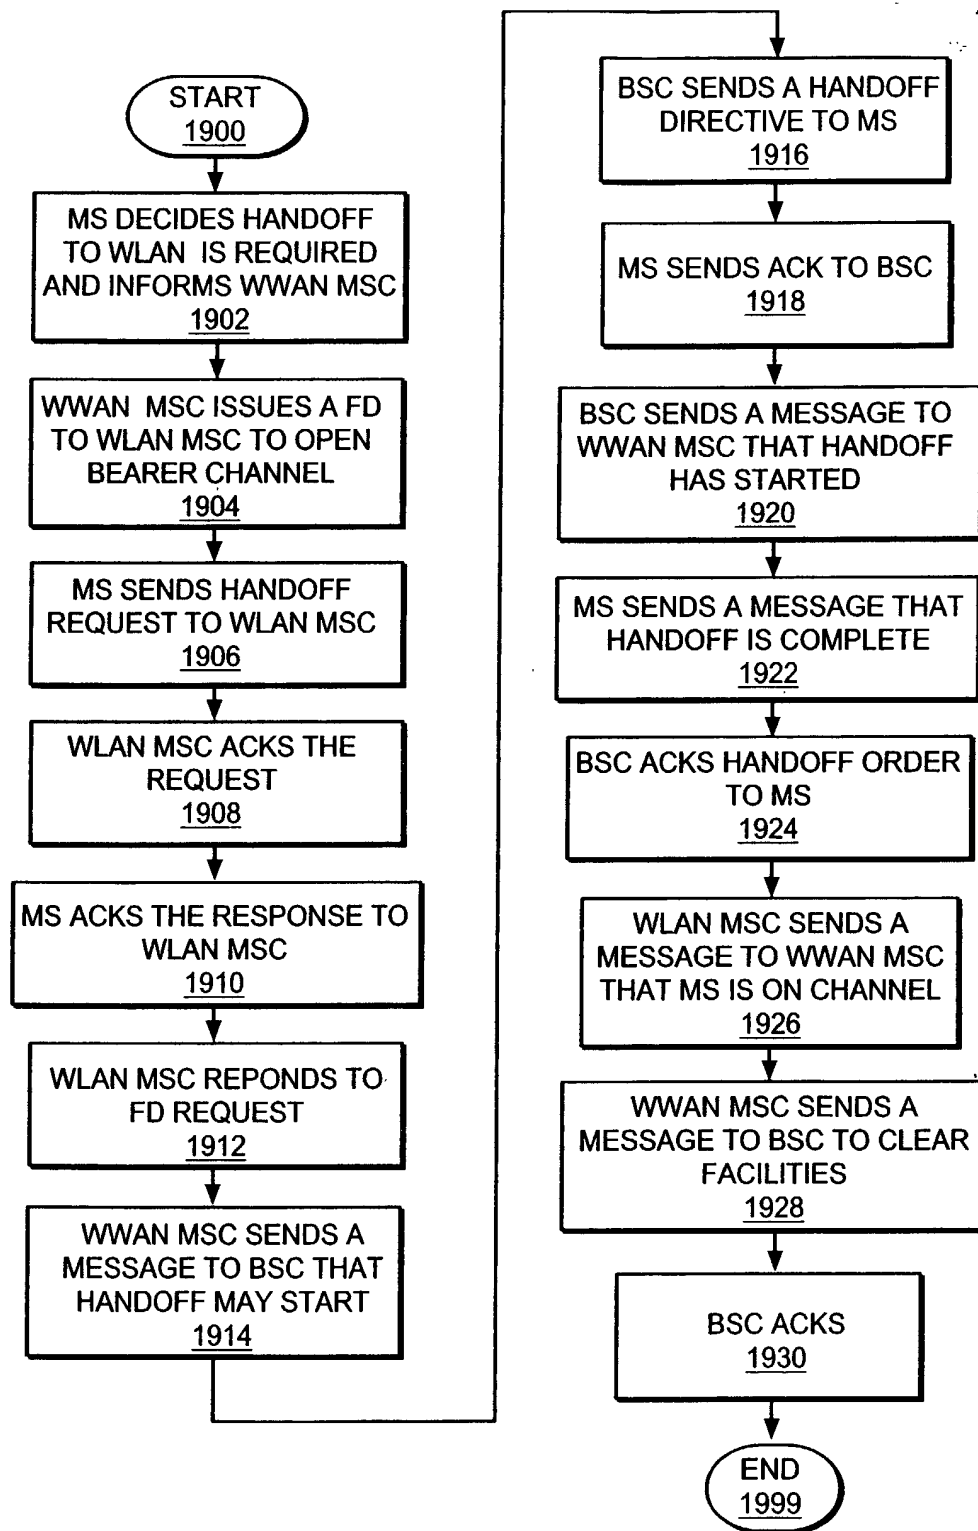 START
1900
MS DECIDES HANDOFF
TO WLAN IS REQUIRED
AND INFORMS WWAN MSC
1902
WWAN MSC ISSUES A FD
TO WLAN MSC TO OPEN
BEARER CHANNEL
1904
MS SENDS HANDOFF
REQUEST TO WLAN MSC
1906
WLAN MSC ACKS THE
REQUEST
1908
MS ACKS THE RESPONSE TO
WLAN MSC
1910
WLAN MSC REPONDS TO
FD REQUEST
1912
WWAN MSC SENDS A
MESSAGE TO BSC THAT
HANDOFF MAY START
1914
BSC SENDS A HANDOFF
DIRECTIVE TO MS
1916
MS SENDS ACK TO BSC
1918
BSC SENDS A MESSAGE TO
WWAN MSC THAT HANDOFF
HAS STARTED
1920
MS SENDS A MESSAGE THAT
HANDOFF IS COMPLETE
1922
BSC ACKS HANDOFF ORDER
TO MS
1924
WLAN MSC SENDS A
MESSAGE TO WWAN MSC
THAT MS IS ON CHANNEL
1926
WWAN MSC SENDS A
MESSAGE TO BSC TO CLEAR
FACILITIES
1928
BSC ACKS
1930
END
1999